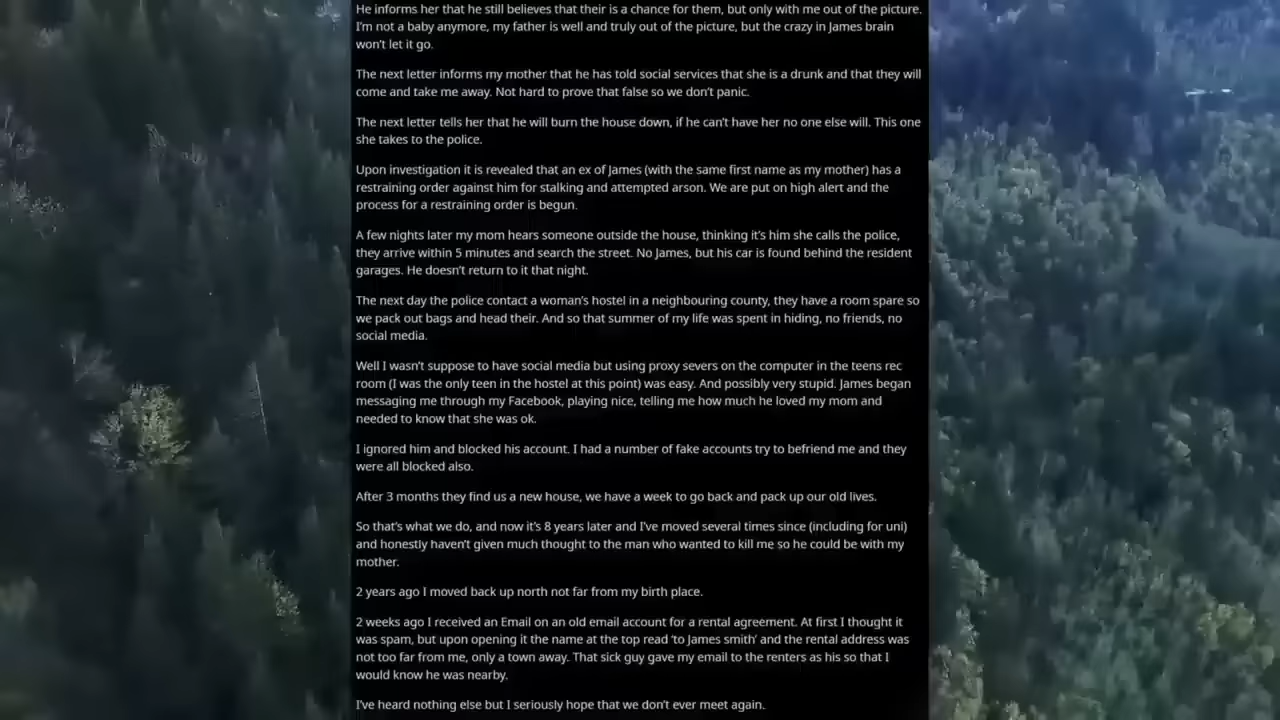 He informs her that he still believes that their is a chance for them, but only with me out of the picture.
I'm not a baby anymore, my father is well and truly out of the picture, but the crazy in James brain
won't let it go.
The next letter informs my mother that he has told social services that she is a drunk and that they will
come and take me away. Not hard to prove that false so we don't panic.
The next letter tells her that he will burn the house down, if he can't have her no one else will. This one
she takes to the police.
Upon investigation it is revealed that an ex of James (with the same first name as my mother) has a
restraining order against him for stalking and attempted arson. We are put on high alert and the
process for a restraining order is begun.
A few nights later my mom hears someone outside the house, thinking it's him she calls the police,
they arrive within 5 minutes and search the street. No James, but his car is found behind the resident
garages. He doesn't return to it that night.
The next day the police contact a woman's hostel in a neighbouring county, they have a room spare so
we pack out bags and head their. And so that summer of my life was spent in hiding, no friends, no
social media.
Well I wasn't suppose to have social media but using proxy severs on the computer in the teens rec
room (I was the only teen in the hostel at this point) was easy. And possibly very stupid. James began
messaging me through my Facebook, playing nice, telling me how much he loved my mom and
needed to know that she was ok.
I ignored him and blocked his account. I had a number of fake accounts try to befriend me and they
were all blocked also.
After 3 months they find us a new house, we have a week to go back and pack up our old lives.
So that's what we do, and now it's 8 years later and I've moved several times since (including for uni)
and honestly haven't given much thought to the man who wanted to kill me so he could be with my
mother.
2 years ago I moved back up north not far from my birth place.
2 weeks ago I received an Email on an old email account for a rental agreement. At first I thought it
was spam, but upon opening it the name at the top read 'to James smith' and the rental address was
not too far from me, only a town away. That sick guy gave my email to the renters as his so that I
would know he was nearby.
I've heard nothing else but I seriously hope that we don't ever meet again.